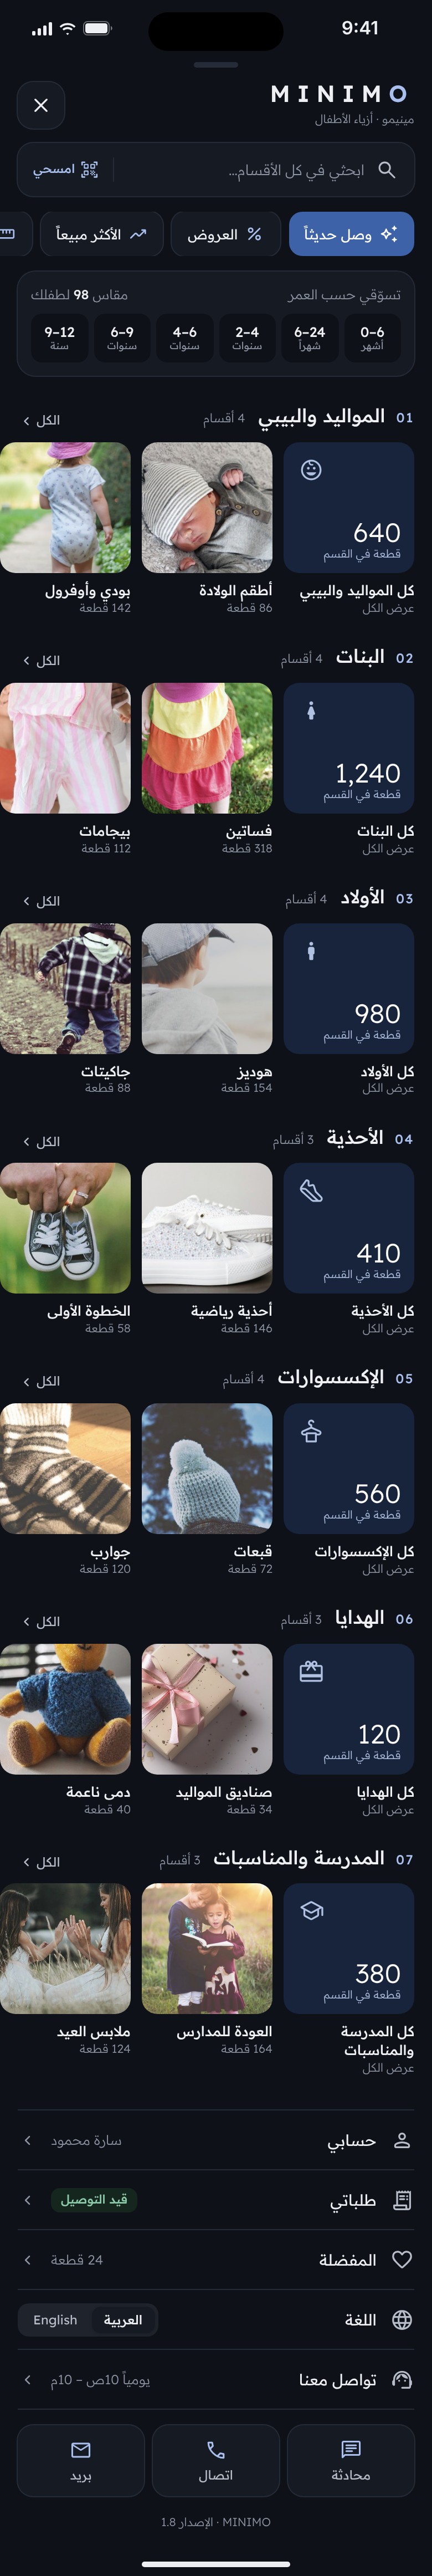 9:41
MINIMO
مينيمو · أزياء الأطفال
ابحثي في كل الأقسام...
امسحي
وصل حديثاً
العروض
الأكثر مبيعاً
تسوّقي حسب العمر
مقاس 98 لطفلك
0–6
أشهر
6–24
شهراً
2–4
سنوات
4–6
سنوات
6–9
سنوات
9–12
سنة
01 المواليد والبيبي 4 أقسام
الكل
640
قطعة في القسم
كل المواليد والبيبي
عرض الكل
أطقم الولادة
86 قطعة
بودي وأوفرول
142 قطعة
02 البنات 4 أقسام
الكل
1,240
قطعة في القسم
كل البنات
عرض الكل
فساتين
318 قطعة
بيجامات
112 قطعة
03 الأولاد 4 أقسام
الكل
980
قطعة في القسم
كل الأولاد
عرض الكل
هوديز
154 قطعة
جاكيتات
88 قطعة
04 الأحذية 3 أقسام
الكل
410
قطعة في القسم
كل الأحذية
عرض الكل
أحذية رياضية
146 قطعة
الخطوة الأولى
58 قطعة
05 الإكسسوارات 4 أقسام
الكل
560
قطعة في القسم
كل الإكسسوارات
عرض الكل
قبعات
72 قطعة
جوارب
120 قطعة
06 الهدايا 3 أقسام
الكل
120
قطعة في القسم
كل الهدايا
عرض الكل
صناديق المواليد
34 قطعة
دمى ناعمة
40 قطعة
07 المدرسة والمناسبات 3 أقسام
الكل
380
قطعة في القسم
كل المدرسة
والمناسبات
عرض الكل
العودة للمدارس
164 قطعة
ملابس العيد
124 قطعة
حسابي
سارة محمود
طلباتي
قيد التوصيل
المفضلة
24 قطعة
اللغة
العربية
English
تواصل معنا
يومياً 10ص – 10م
محادثة
اتصال
بريد
MINIMO · الإصدار 1.8